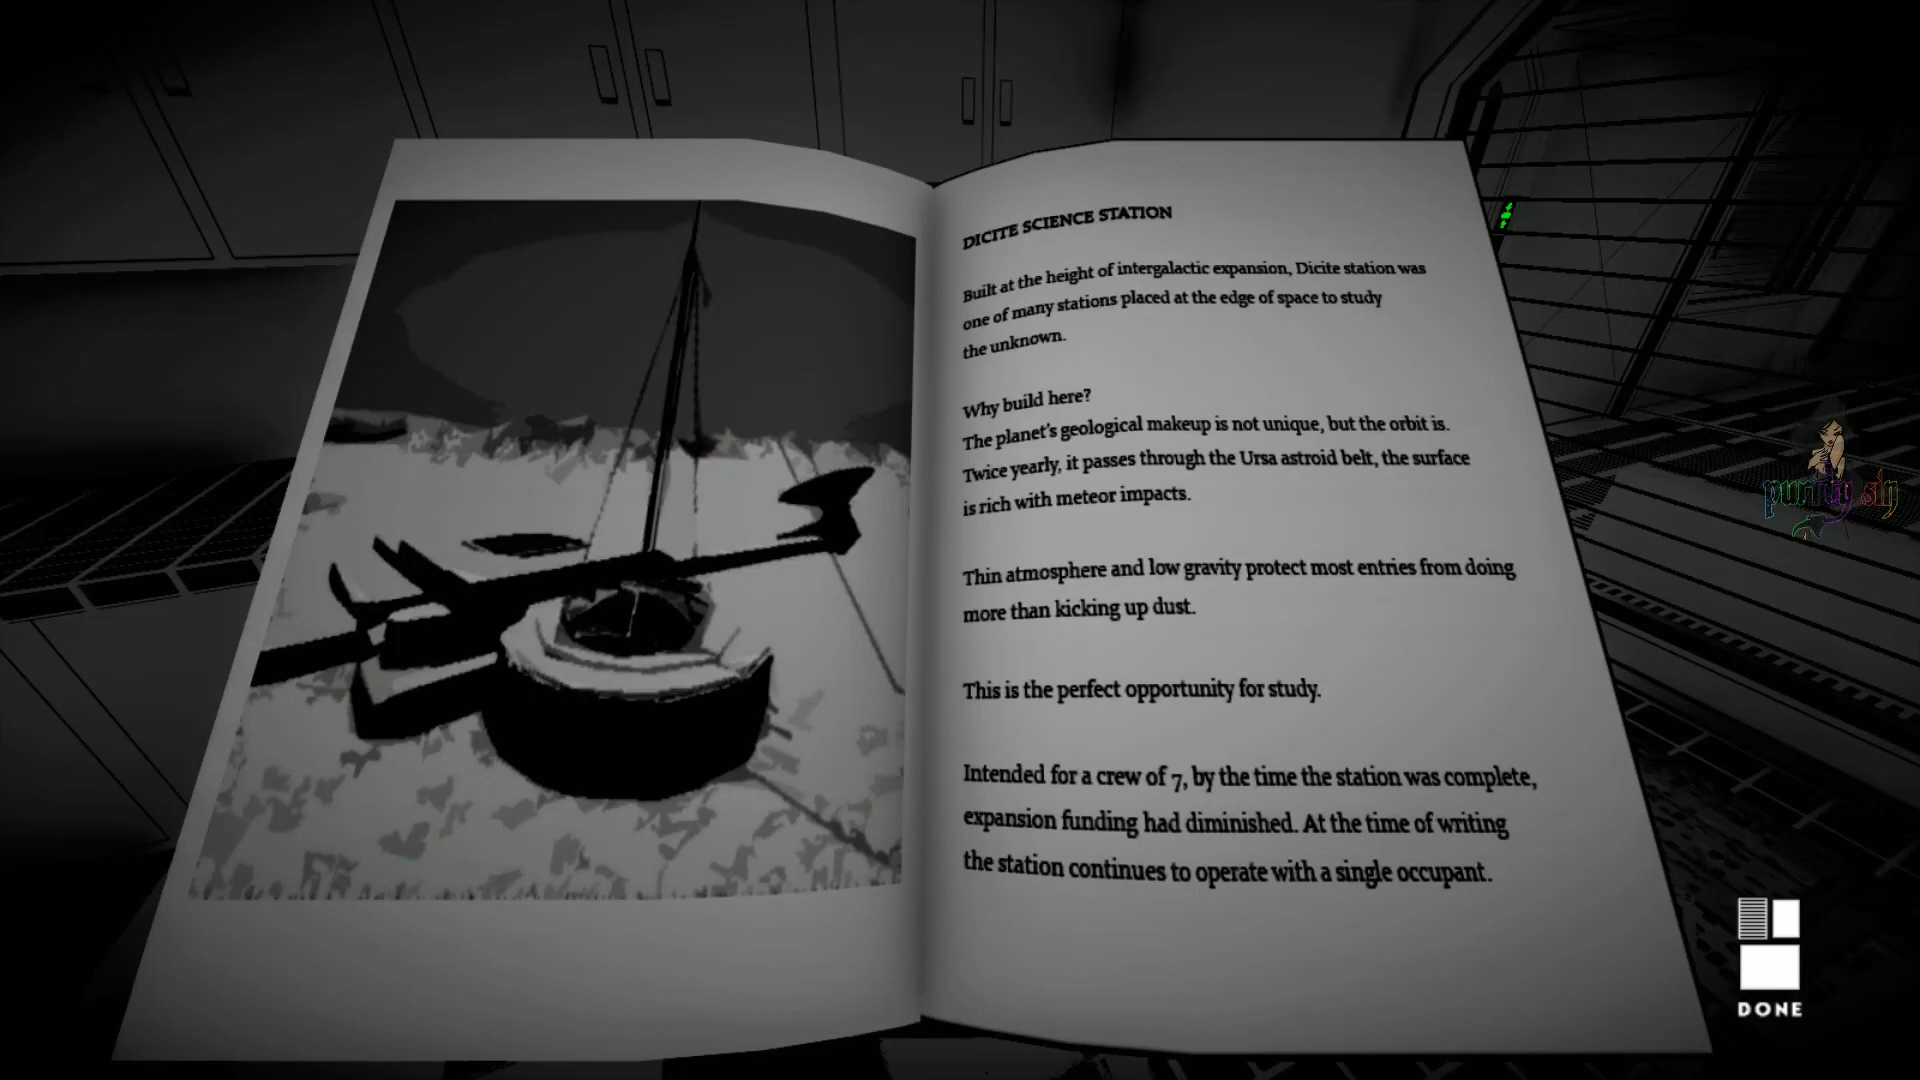 DICITE SCIENCE STATION
Built at the height of intergalactic expansion, Dicite station was
one of many stations placed at the edge of space to study
the unknown.
Why build here?
The planet's geological makeup is not unique, but the orbit is.
Twice yearly, it passes through the Ursa astroid belt, the surface
is rich with meteor impacts.
Thin atmosphere and low gravity protect most entries from doing
more than kicking up dust.
This is the perfect opportunity for study.
Intended for a crew of 7, by the time the station was complete,
expansion funding had diminished. At the time of writing
the station continues to operate with a single occupant.
DONE